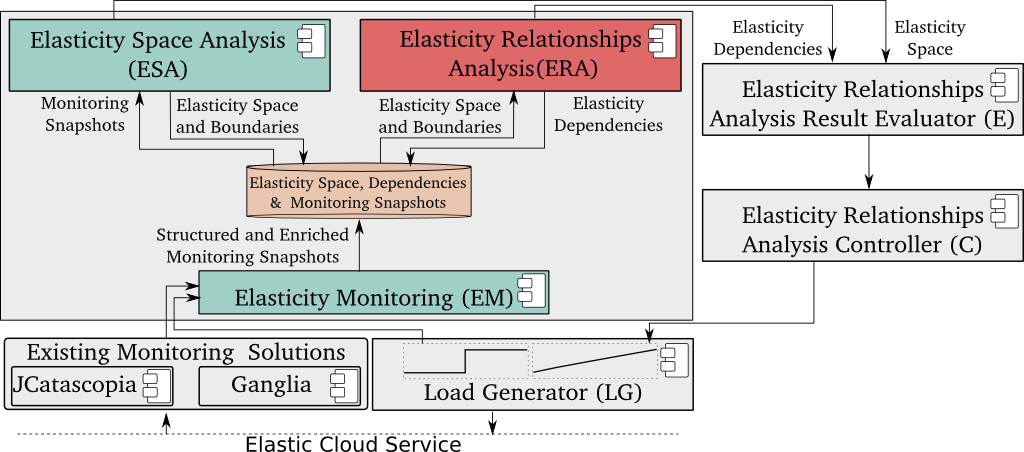 Elasticity Space Analysis
(ESA)
Elasticity Relationships
Analysis(ERA)
Elasticity
Dependencies
Elasticity
Space
Elasticity Relationships
Analysis Result Evaluator (E)
Monitoring
Snapshots
Elasticity Space
and Boundaries
Elasticity Space
and Boundaries
Elasticity
Dependencies
Elasticity Space, Dependencies
& Monitoring Snapshots
Elasticity Relationships
Analysis Controller (C)
Structured and Enriched
Monitoring Snapshots
Elasticity Monitoring (EM)
Existing Monitoring Solutions
JCatascopia
Ganglia
Load Generator (LG)
Elastic Cloud Service